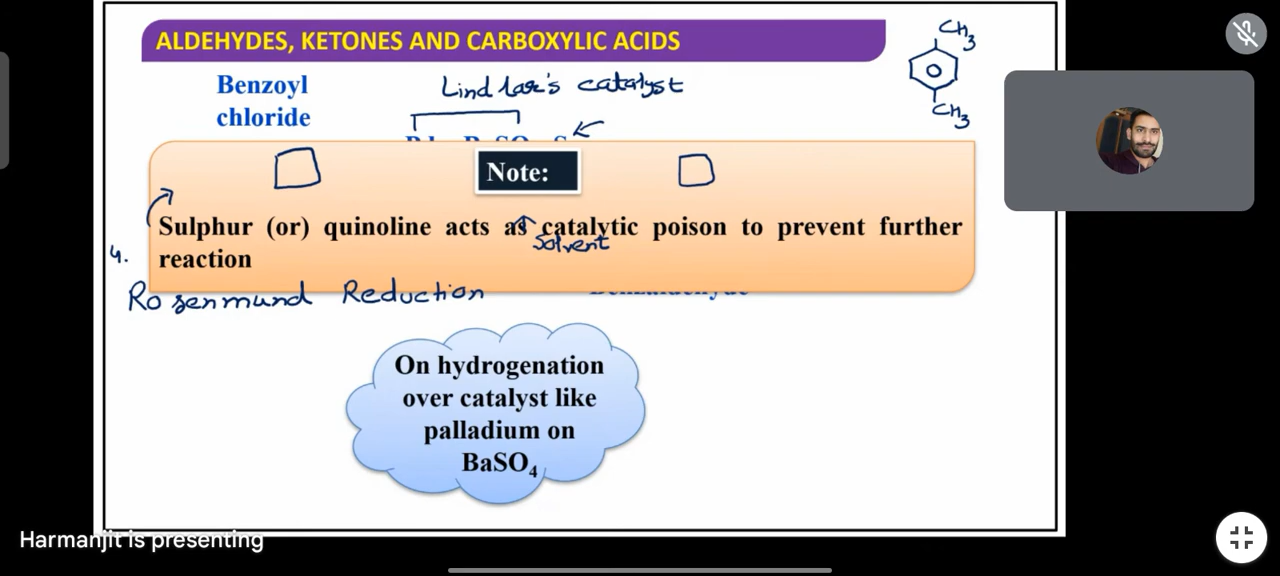 ALDEHYDES, KETONES AND CARBOXYLIC ACIDS
CH3
CH3
Benzoyl
chloride
Lindlar's catalyst
Note:
Sulphur (or) quinoline acts as catalytic poison to prevent further
solvent
reaction
4.
Rosenmund Reduction
On hydrogenation
over catalyst like
palladium on
BaSO4
Harmanjit is presenting